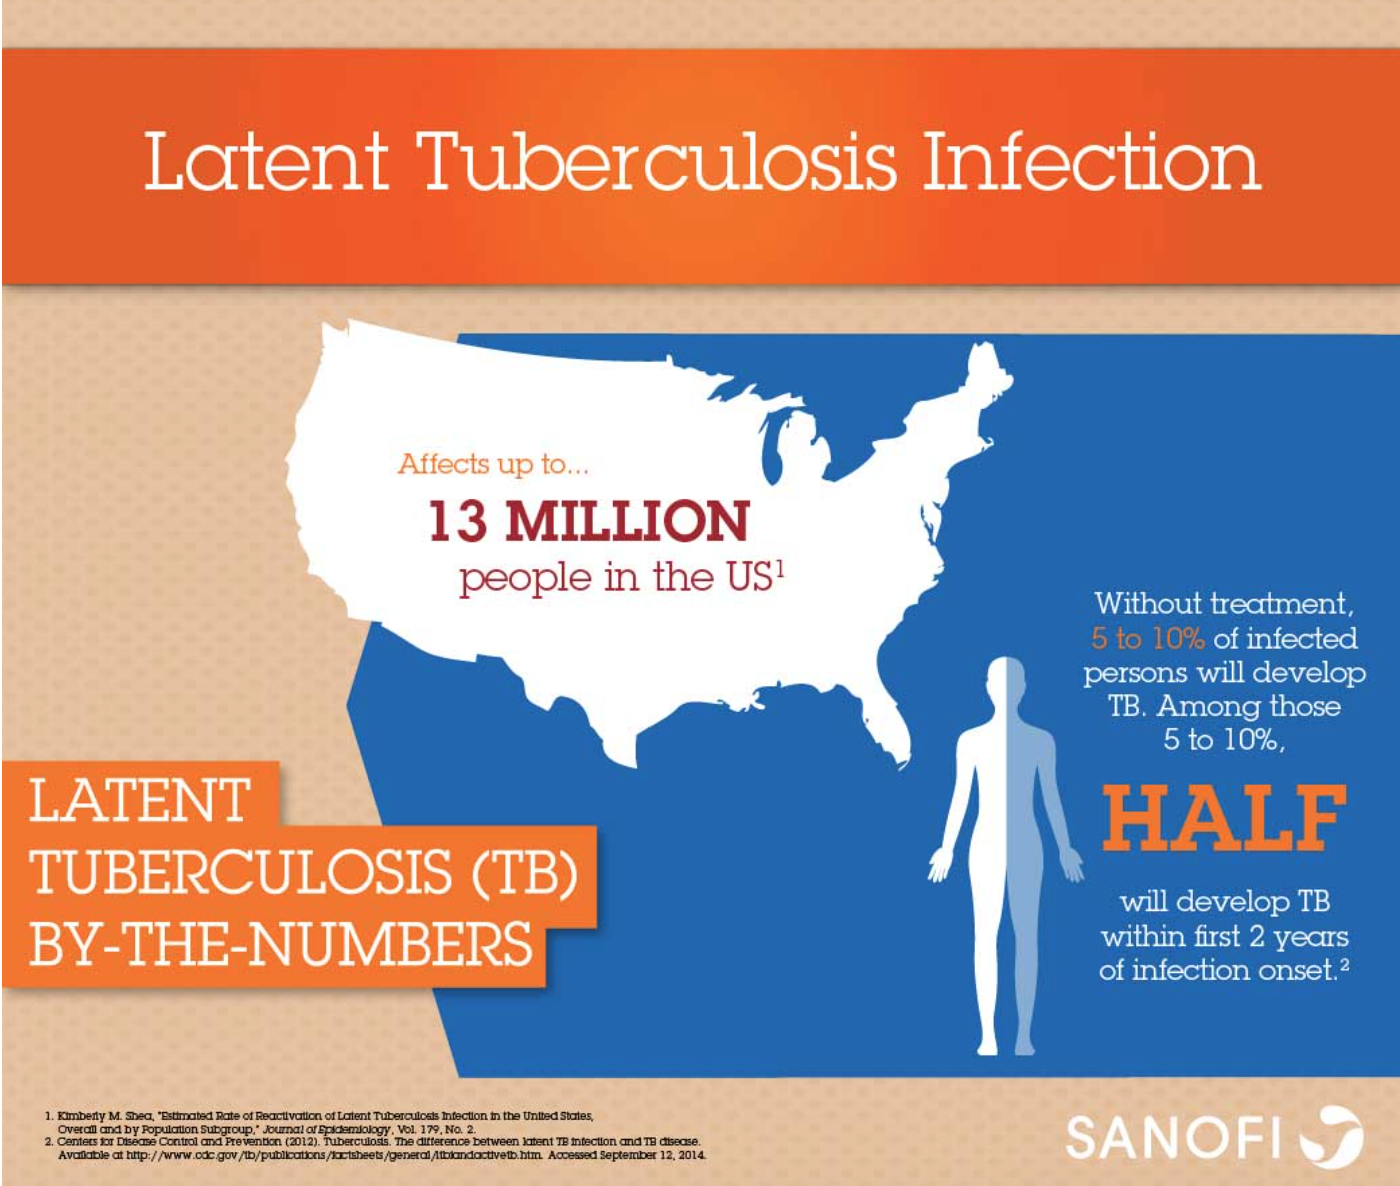 Latent Tuberculosis Infection
Affects up to...
13 MILLION
people in the US¹
Without treatment,
5 to 10% of infected
persons will develop
TB. Among those
5 to 10%,
HALF
will develop TB
within first 2 years
of infection onset.²
LATENT
TUBERCULOSIS (TB)
BY-THE-NUMBERS
1. Kimberly M. Shea, "Estimated Rate of Reactivation of Latent Tuberculosis Infection in the United States,
Overall and by Population Subgroup," Journal of Epidemiology, Vol. 179, No. 2.
2. Centers for Disease Control and Prevention (2012). Tuberculosis. The difference between latent TB infection and TB disease.
Available at http://www.cdc.gov/tb/publications/factsheets/general/ltbiandactivetb.htm. Accessed September 12, 2014.
SANOFI